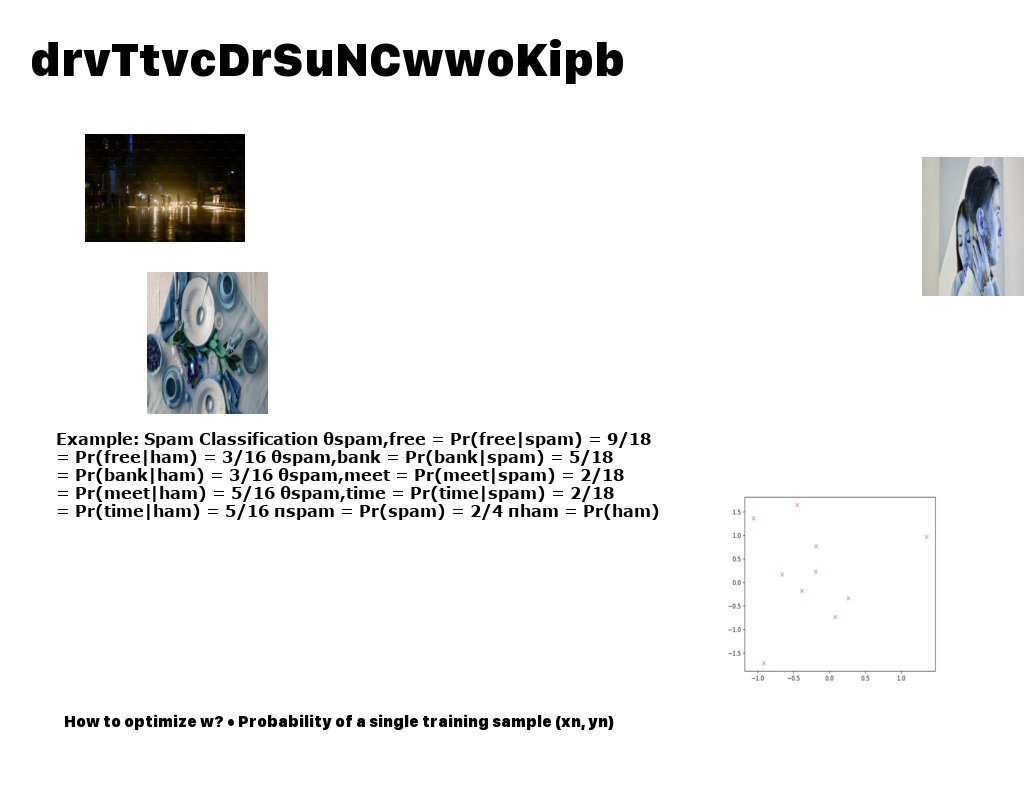 drvTtvcDrSuNCwwoKipb
Example: Spam Classification θspam,free = Pr(free|spam) = 9/18
= Pr(free|ham) = 3/16 θspam,bank = Pr(bank|spam) = 5/18
= Pr(bank|ham) = 3/16 θspam,meet = Pr(meet|spam) = 2/18
= Pr(meet|ham) = 5/16 θspam,time = Pr(time|spam) = 2/18
= Pr(time|ham) = 5/16 πspam = Pr(spam) = 2/4 πham = Pr(ham)
1.5
1.0
0.5
0.0
−0.5
−1.0
−1.5
−1.0 −0.5 0.0 0.5 1.0
How to optimize w? • Probability of a single training sample (xn, yn)